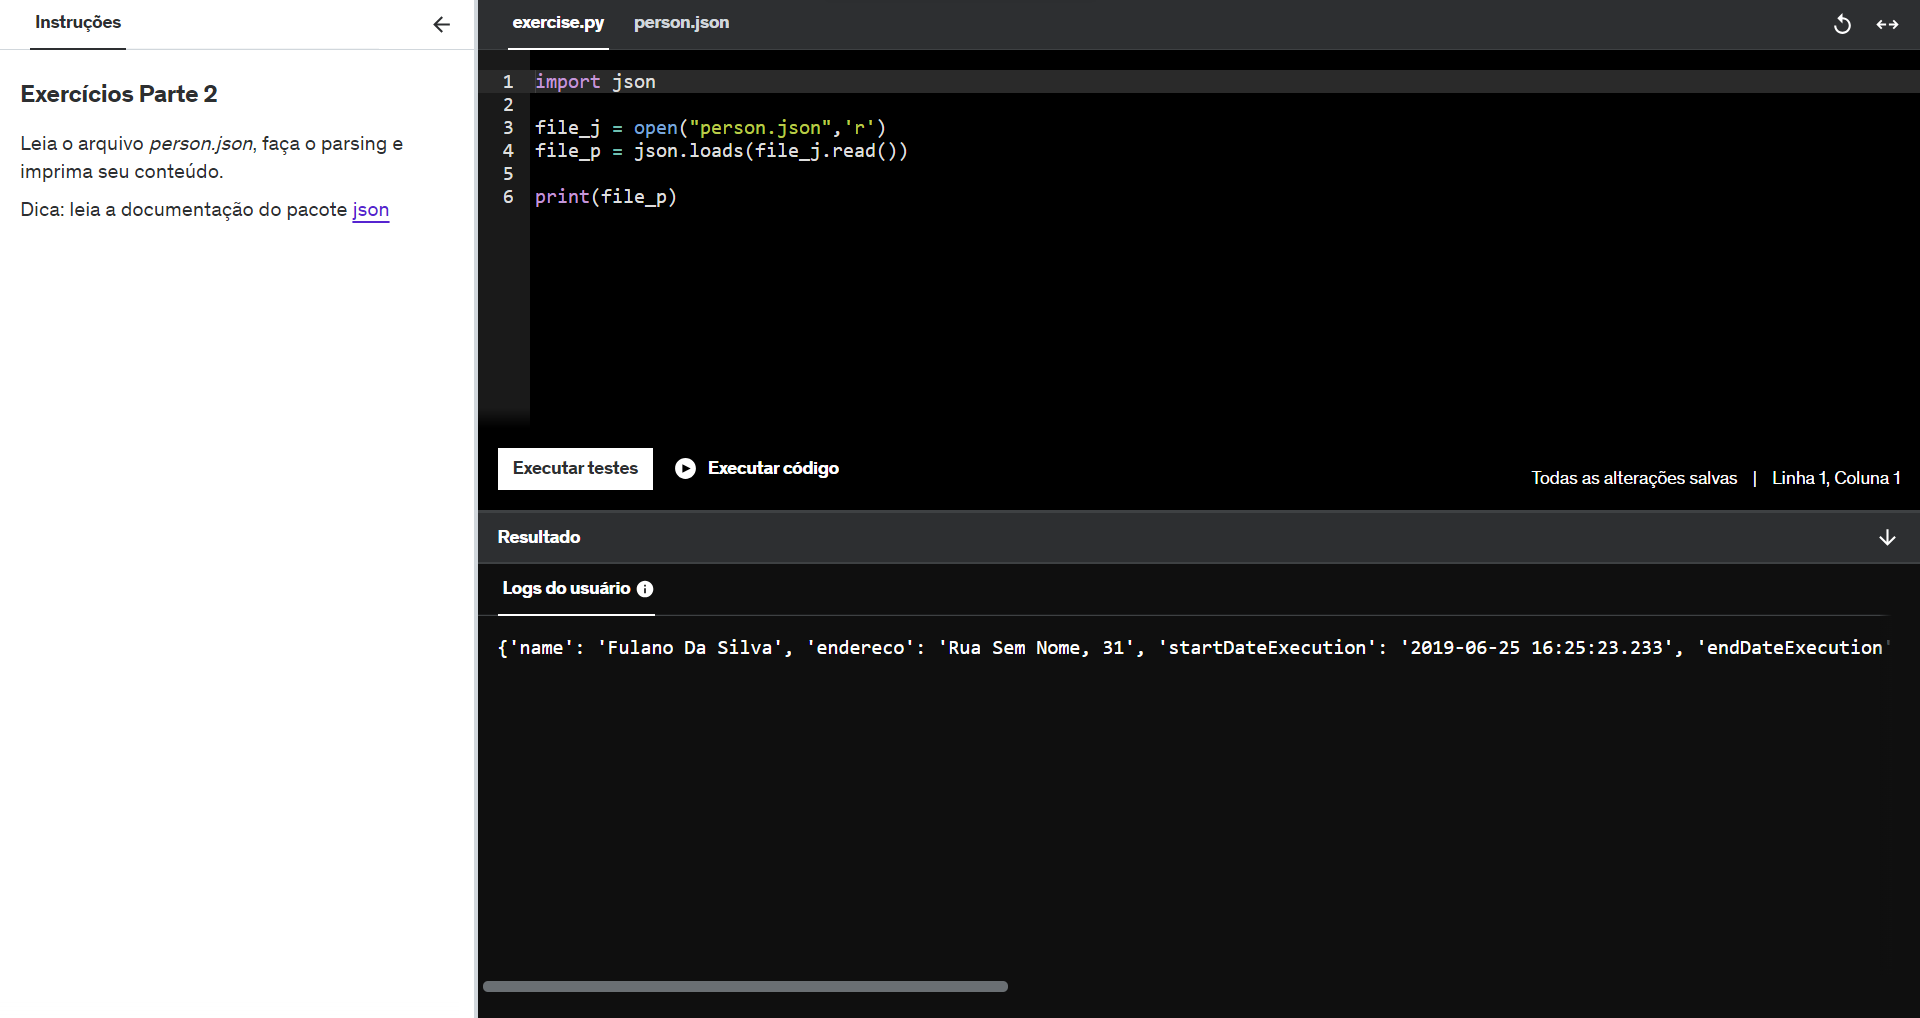 Instruções
Exercícios Parte 2
Leia o arquivo person.json, faça o parsing e
imprima seu conteúdo.
Dica: leia a documentação do pacote json
exercise.py person.json
1 import json
2
3 file_j = open("person.json",'r')
4 file_p = json.loads(file_j.read())
5
6 print(file_p)
Executar testes Executar código
Todas as alterações salvas | Linha 1, Coluna 1
Resultado
Logs do usuário
{'name': 'Fulano Da Silva', 'endereco': 'Rua Sem Nome, 31', 'startDateExecution': '2019-06-25 16:25:23.233', 'endDateExecution'